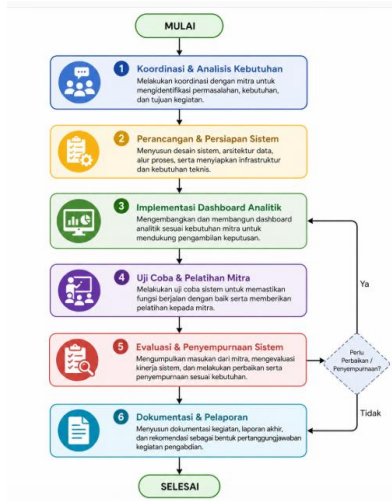 MULAI
1 Koordinasi & Analisis Kebutuhan
Melakukan koordinasi dengan mitra untuk
mengidentifikasi permasalahan, kebutuhan,
dan tujuan kegiatan.
2 Perancangan & Persiapan Sistem
Menyusun desain sistem, arsitektur data,
alur proses, serta menyiapkan infrastruktur
dan kebutuhan teknis.
3 Implementasi Dashboard Analitik
Mengembangkan dan membangun dashboard
analitik sesuai kebutuhan mitra untuk
mendukung pengambilan keputusan.
Ya
4 Uji Coba & Pelatihan Mitra
Melakukan uji coba sistem untuk memastikan
fungsi berjalan dengan baik serta memberikan
pelatihan kepada mitra.
5 Evaluasi & Penyempurnaan Sistem
Mengumpulkan masukan dari mitra, mengevaluasi
kinerja sistem, dan melakukan perbaikan serta
penyempurnaan sesuai kebutuhan.
Perlu
Perbaikan /
Penyempurnaan?
Tidak
6 Dokumentasi & Pelaporan
Menyusun dokumentasi kegiatan, laporan akhir,
dan rekomendasi sebagai bentuk pertanggungjawaban
kegiatan pengabdian.
SELESAI